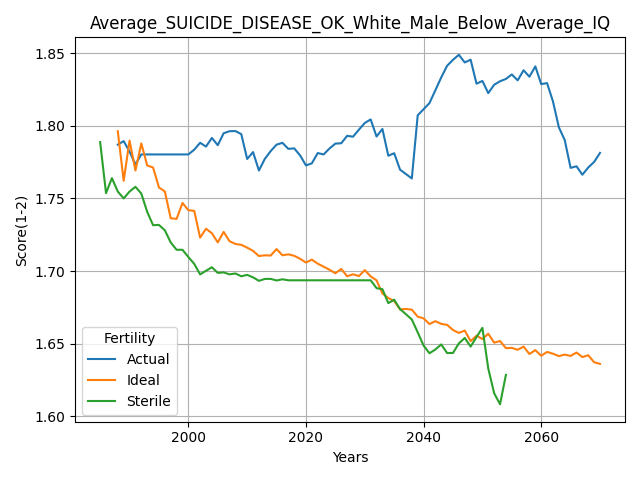 Average_SUICIDE_DISEASE_OK_White_Male_Below_Average_IQ
1.85
1.80
1.75
1.70
1.65
1.60
Score(1-2)
Fertility
Actual
Ideal
Sterile
2000
2020
2040
2060
Years